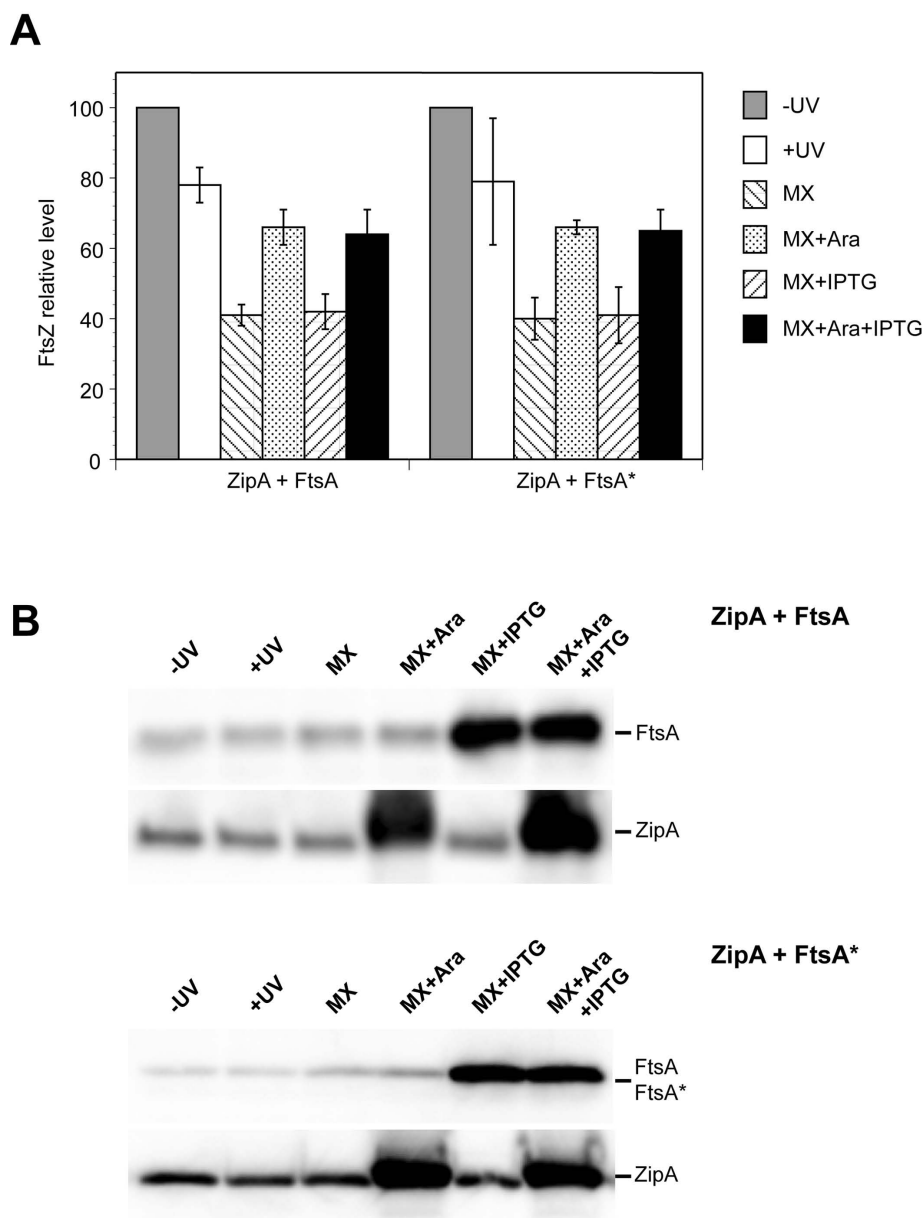 A
FtsZ relative level
100
80
60
40
20
0
ZipA + FtsA
ZipA + FtsA*
-UV
+UV
MX
MX+Ara
MX+IPTG
MX+Ara+IPTG
B
ZipA + FtsA
-UV
+UV
MX
MX+Ara
MX+IPTG
MX+Ara
+IPTG
FtsA
ZipA
ZipA + FtsA*
-UV
+UV
MX
MX+Ara
MX+IPTG
MX+Ara
+IPTG
FtsA
FtsA*
ZipA